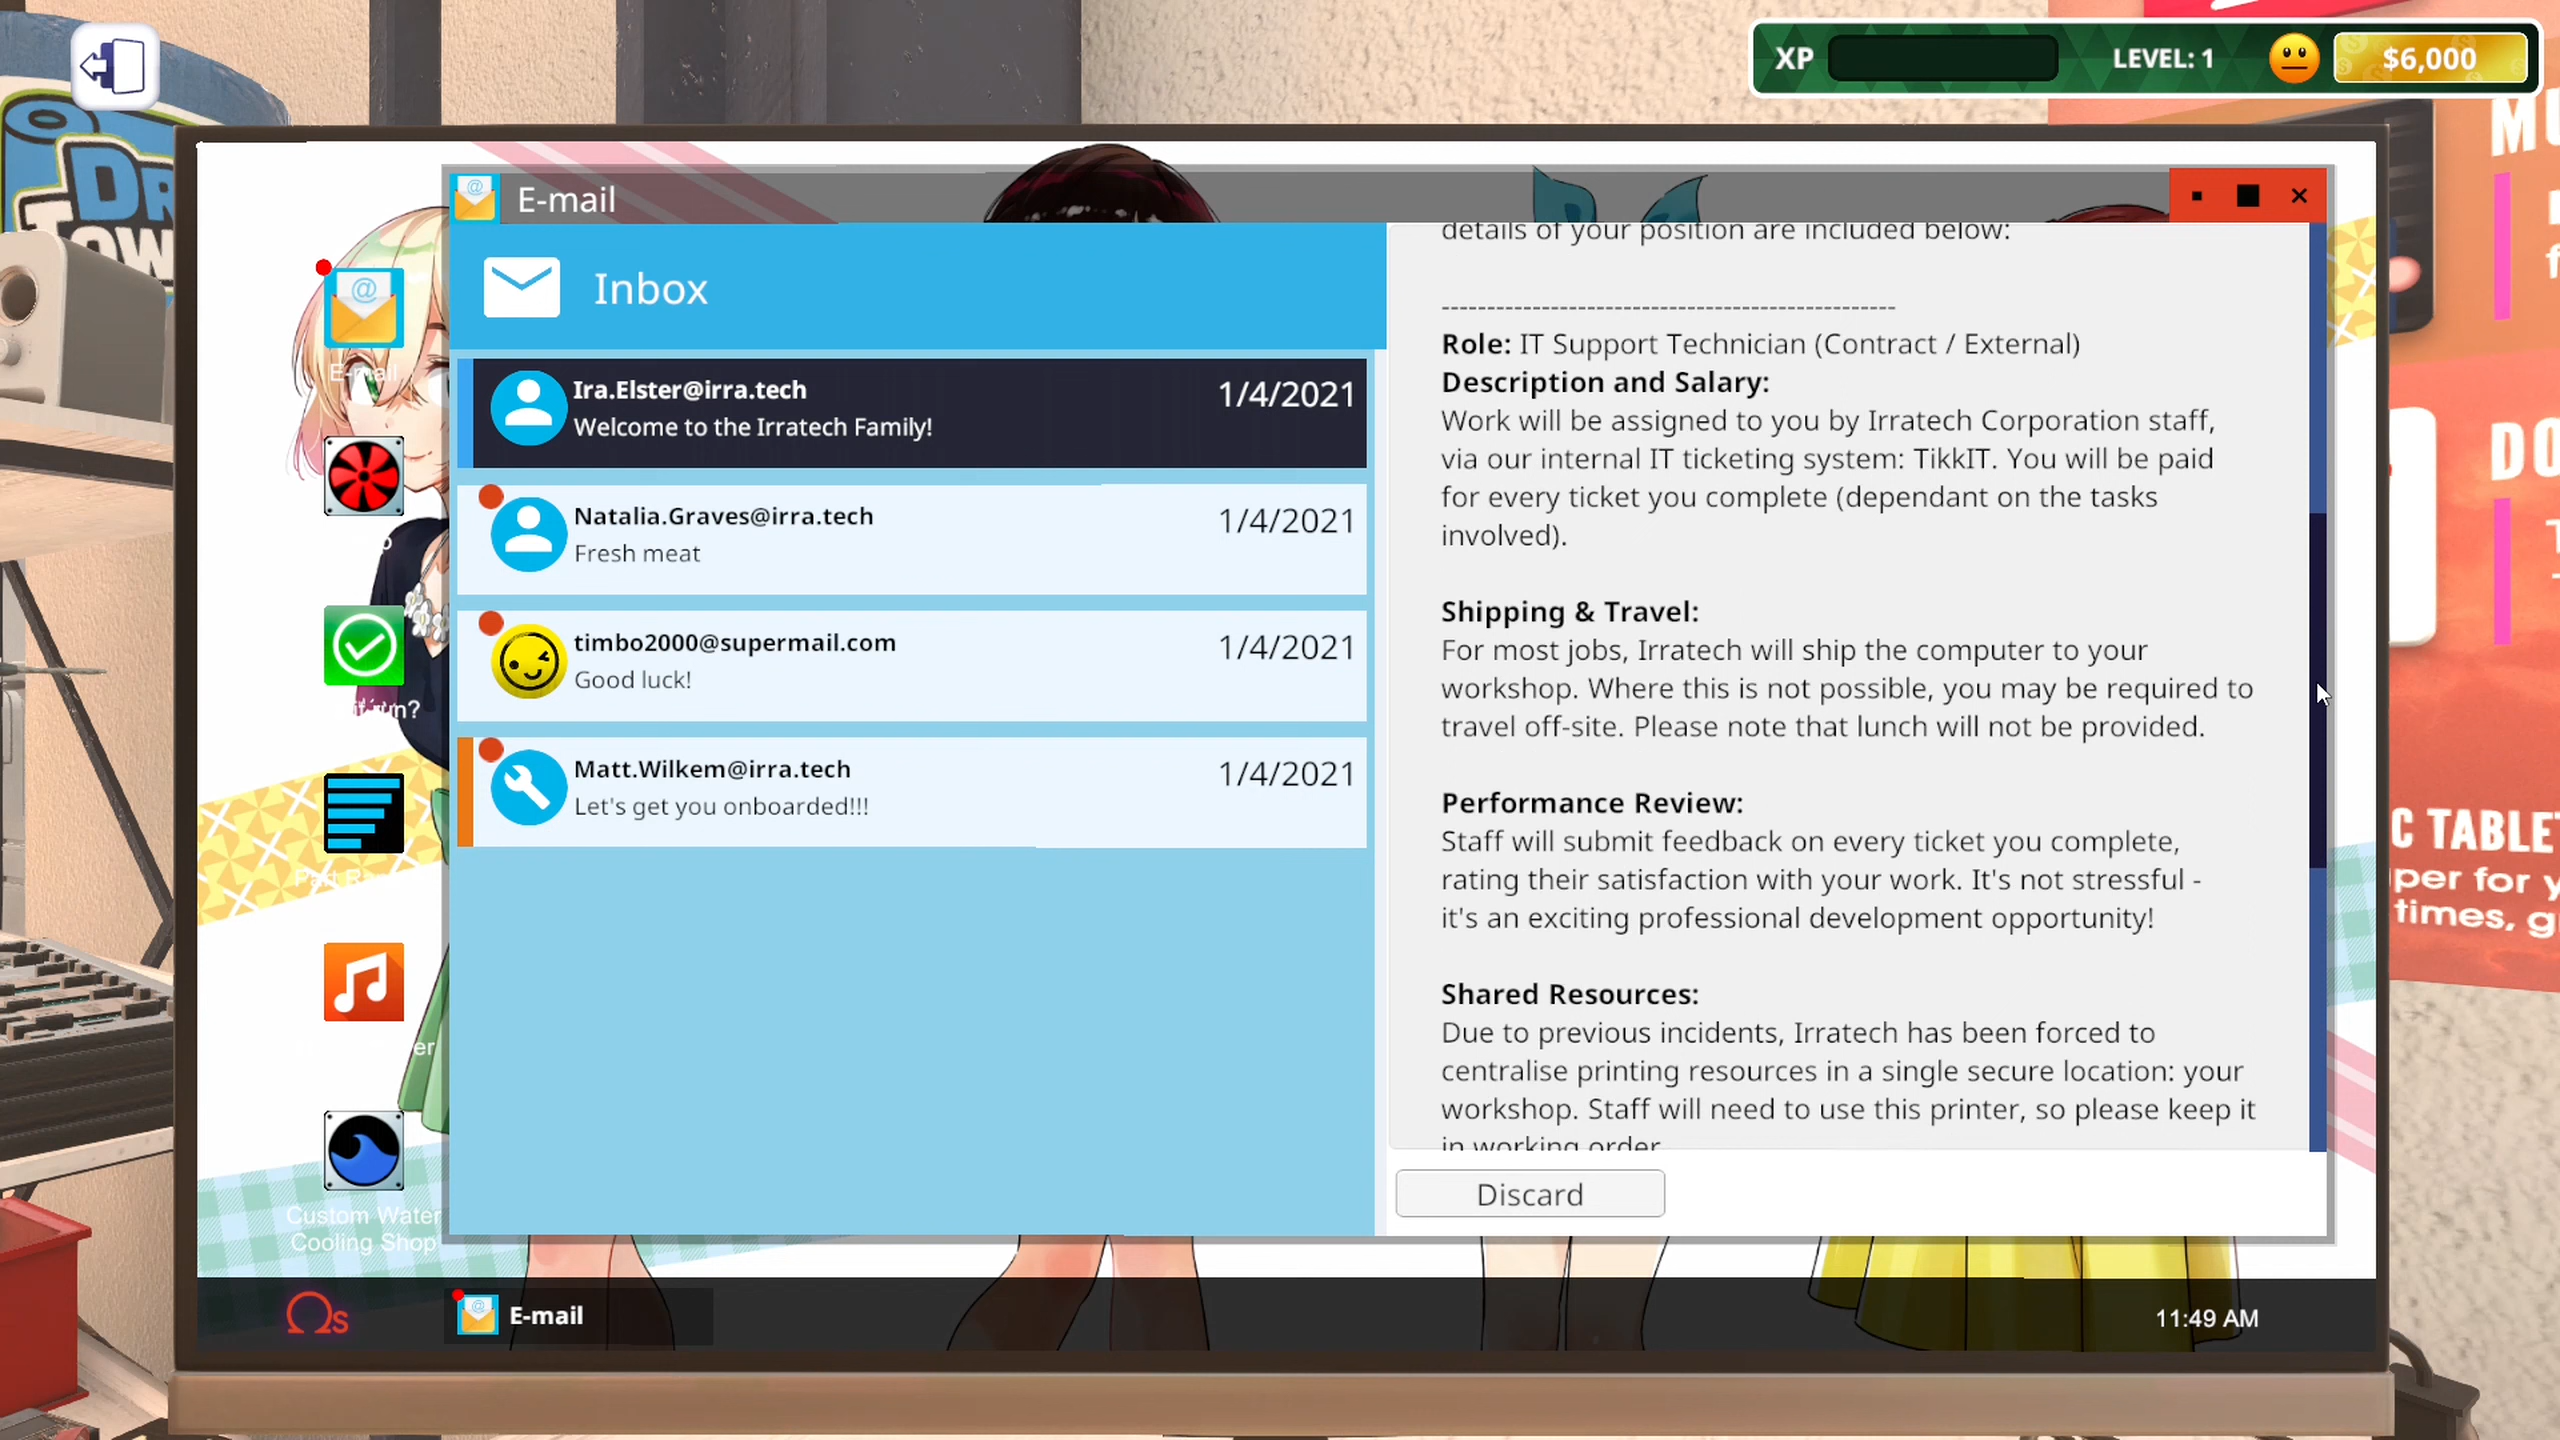 XP
LEVEL: 1
$6,000
E-mail
Inbox
Ira.Elster@irra.tech
1/4/2021
Welcome to the Irratech Family!
Natalia.Graves@irra.tech
1/4/2021
Fresh meat
timbo2000@supermail.com
1/4/2021
Good luck!
Matt.Wilkem@irra.tech
1/4/2021
Let's get you onboarded!!!
details of your position are included below:
--------------------------------------------------
Role: IT Support Technician (Contract / External)
Description and Salary:
Work will be assigned to you by Irratech Corporation staff,
via our internal IT ticketing system: TikkIT. You will be paid
for every ticket you complete (dependant on the tasks
involved).
Shipping & Travel:
For most jobs, Irratech will ship the computer to your
workshop. Where this is not possible, you may be required to
travel off-site. Please note that lunch will not be provided.
Performance Review:
Staff will submit feedback on every ticket you complete,
rating their satisfaction with your work. It's not stressful -
it's an exciting professional development opportunity!
Shared Resources:
Due to previous incidents, Irratech has been forced to
centralise printing resources in a single secure location: your
workshop. Staff will need to use this printer, so please keep it
in working order.
Discard
E-mail
Custom Water
Cooling Shop
Ωs
E-mail
11:49 AM
DR
TOW
MU
DO
C TABLE
per for y
times, g